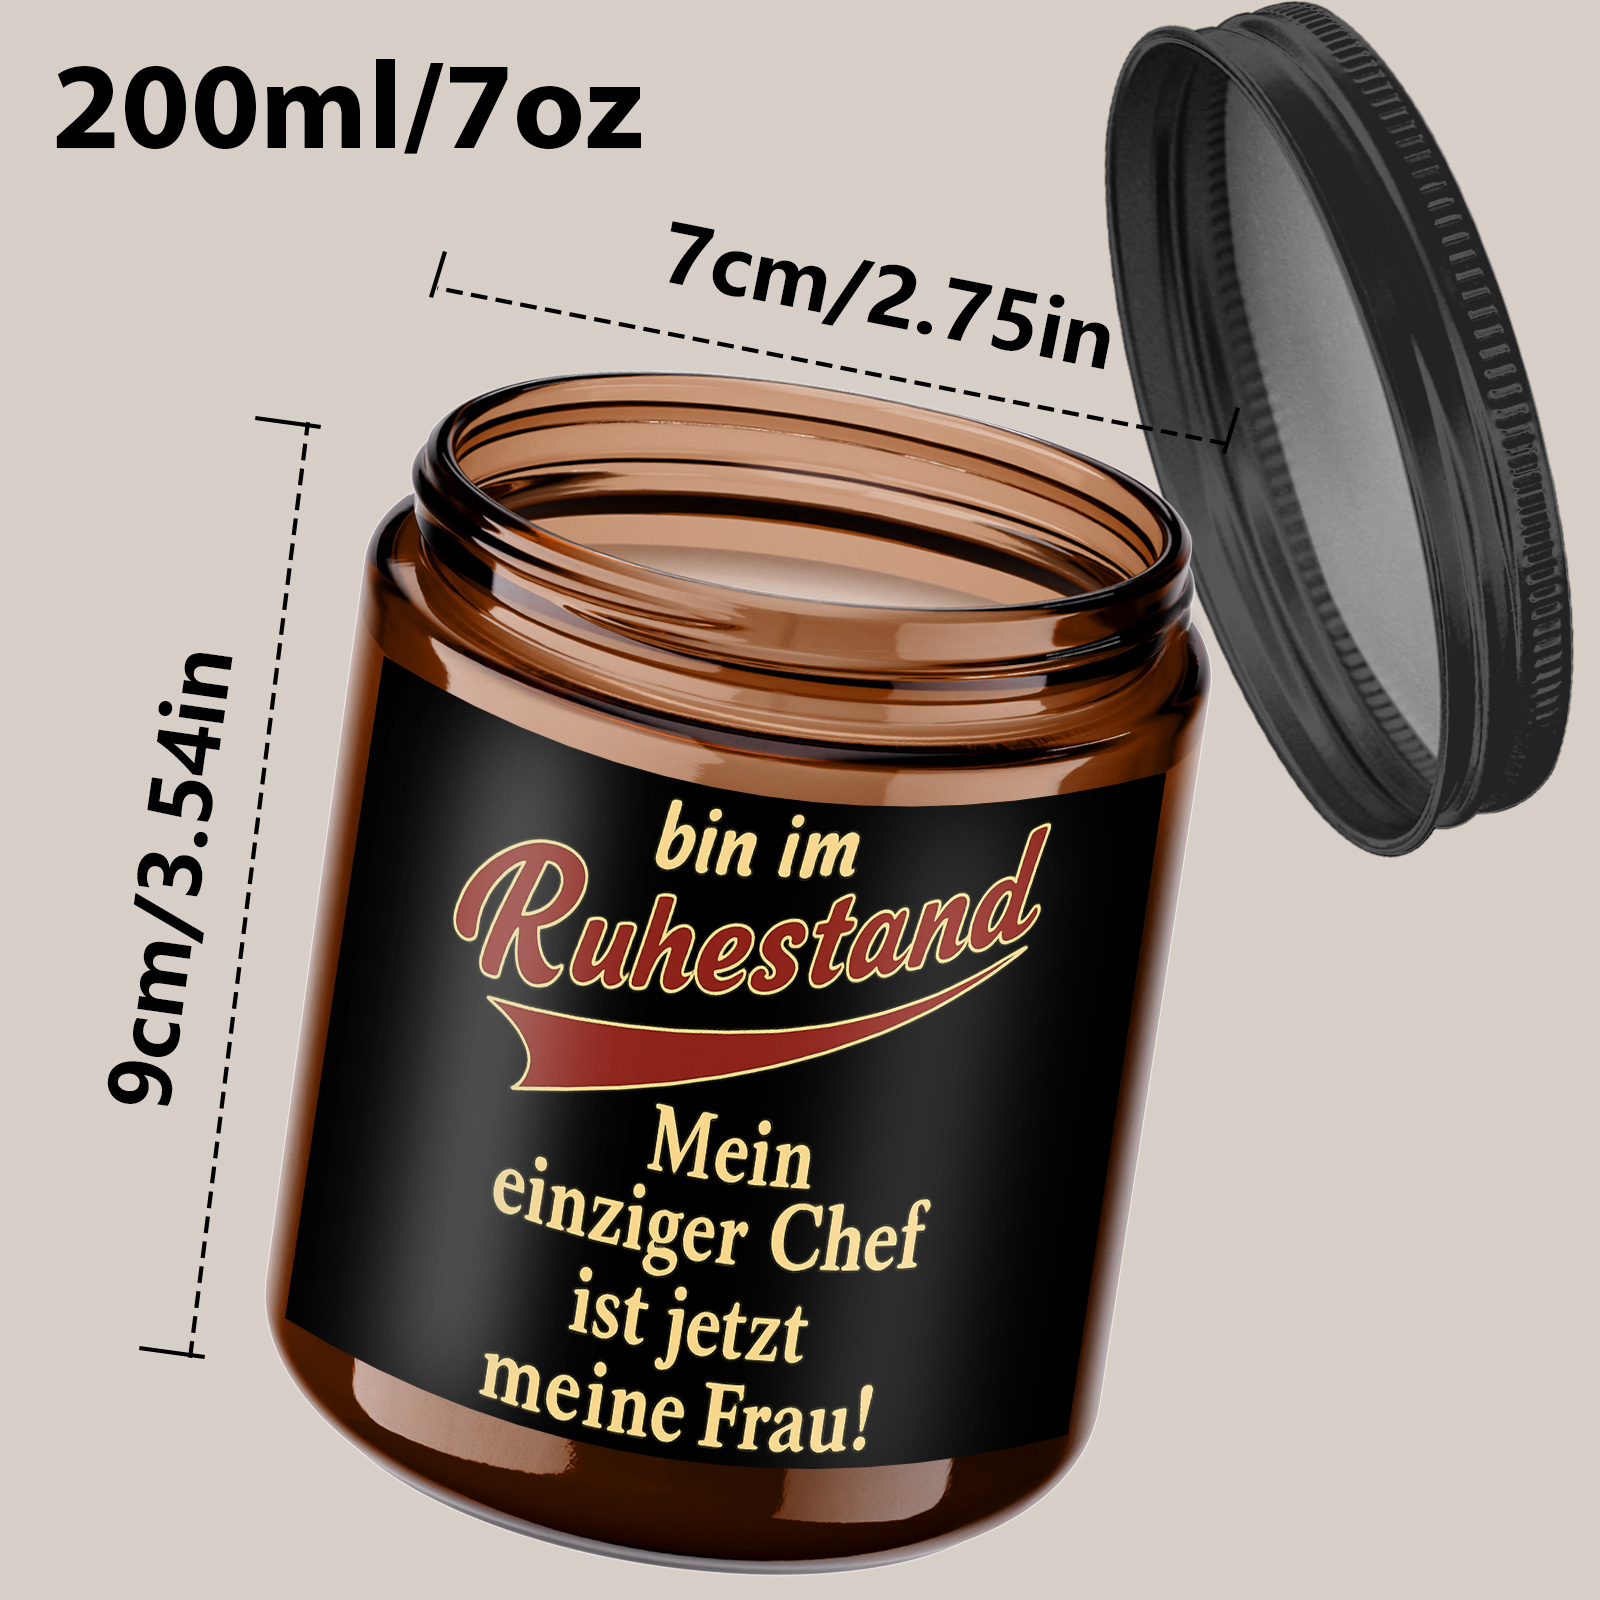 200ml/7oz
7cm/2.75in
9cm/3.54in
bin im
Ruhestand
Mein
einziger Chef
ist jetzt
meine Frau!